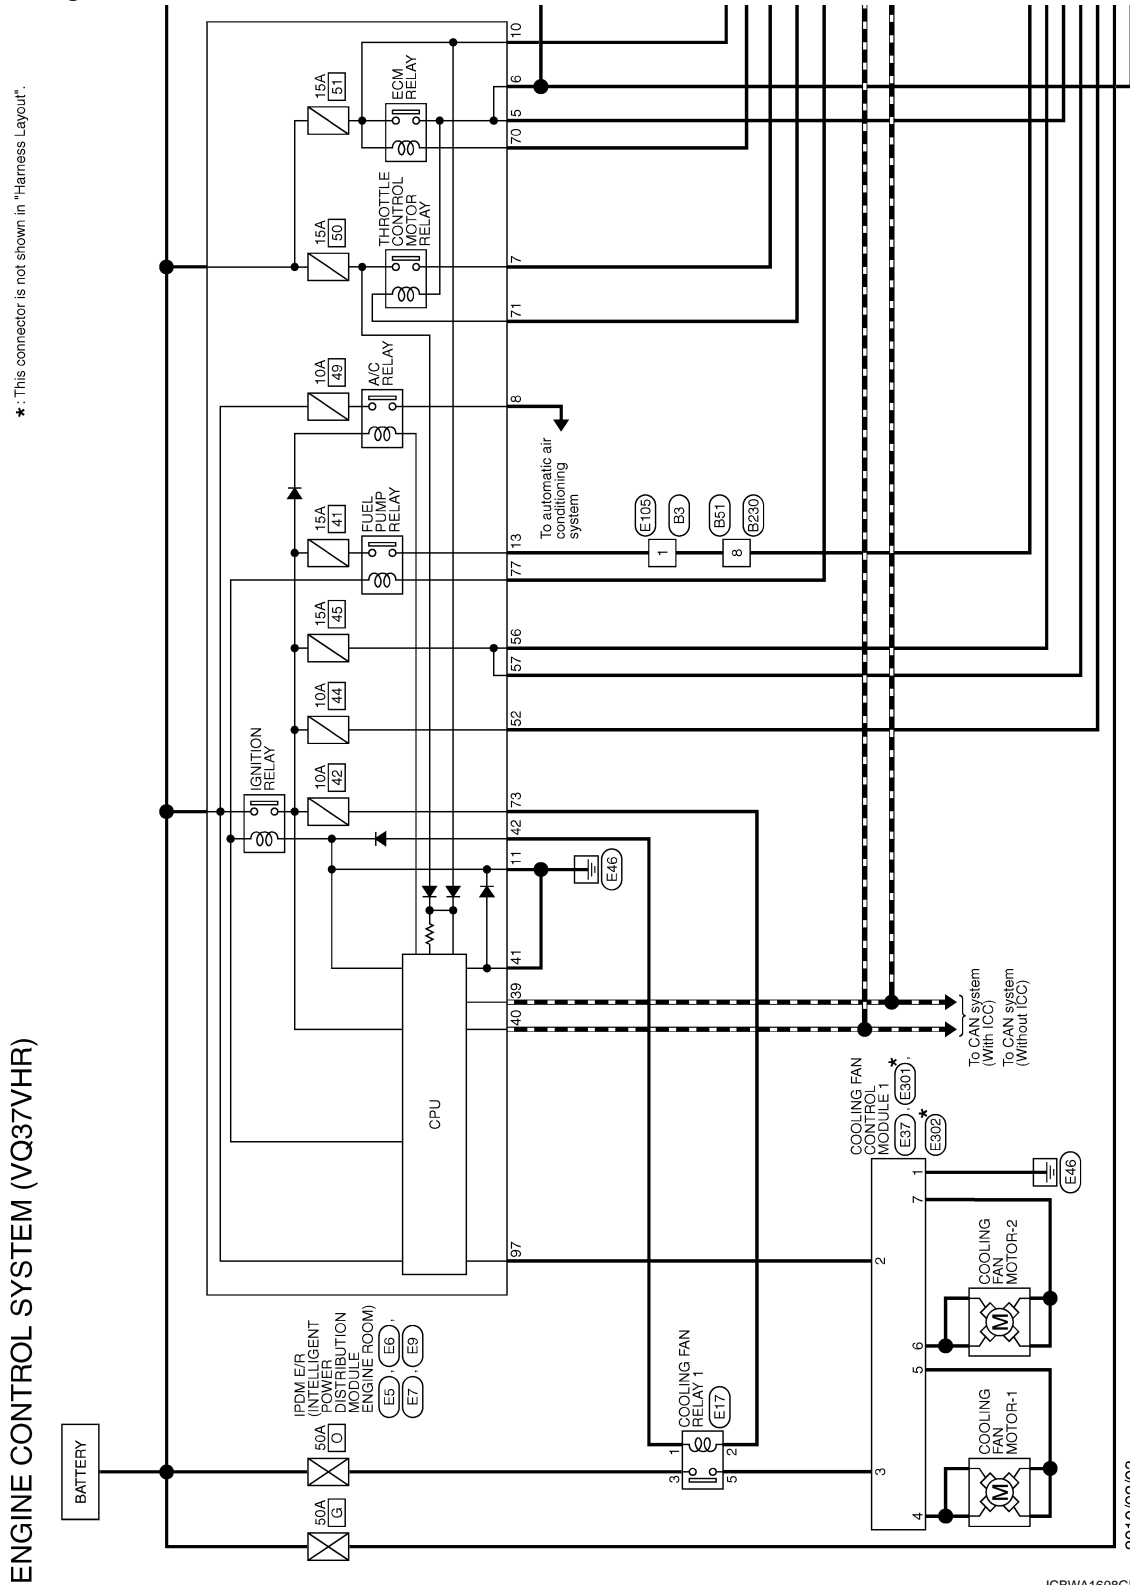 ENGINE CONTROL SYSTEM (VQ37VHR)
★ : This connector is not shown in "Harness Layout".
BATTERY
50A
G
50A
O
IPDM E/R
(INTELLIGENT
POWER
DISTRIBUTION
MODULE
ENGINE ROOM)
E5 , E6 ,
E7 , E9
CPU
IGNITION
RELAY
10A
42
10A
44
15A
45
15A
41
FUEL
PUMP
RELAY
10A
49
A/C
RELAY
15A
50
THROTTLE
CONTROL
MOTOR
RELAY
15A
51
ECM
RELAY
97
40
39
41
11
42
73
52
57
56
77
13
8
71
7
70
5
6
10
E46
To automatic air
conditioning
system
1
E105
B3
8
B51
B230
To CAN system
(With ICC)
To CAN system
(Without ICC)
COOLING FAN
RELAY 1
E17
1
2
3
5
COOLING FAN
CONTROL
MODULE 1 ★
E37 , E301 ,
★
E302
3
2
4
5
6
7
1
COOLING
FAN
MOTOR-1
M
COOLING
FAN
MOTOR-2
M
E46